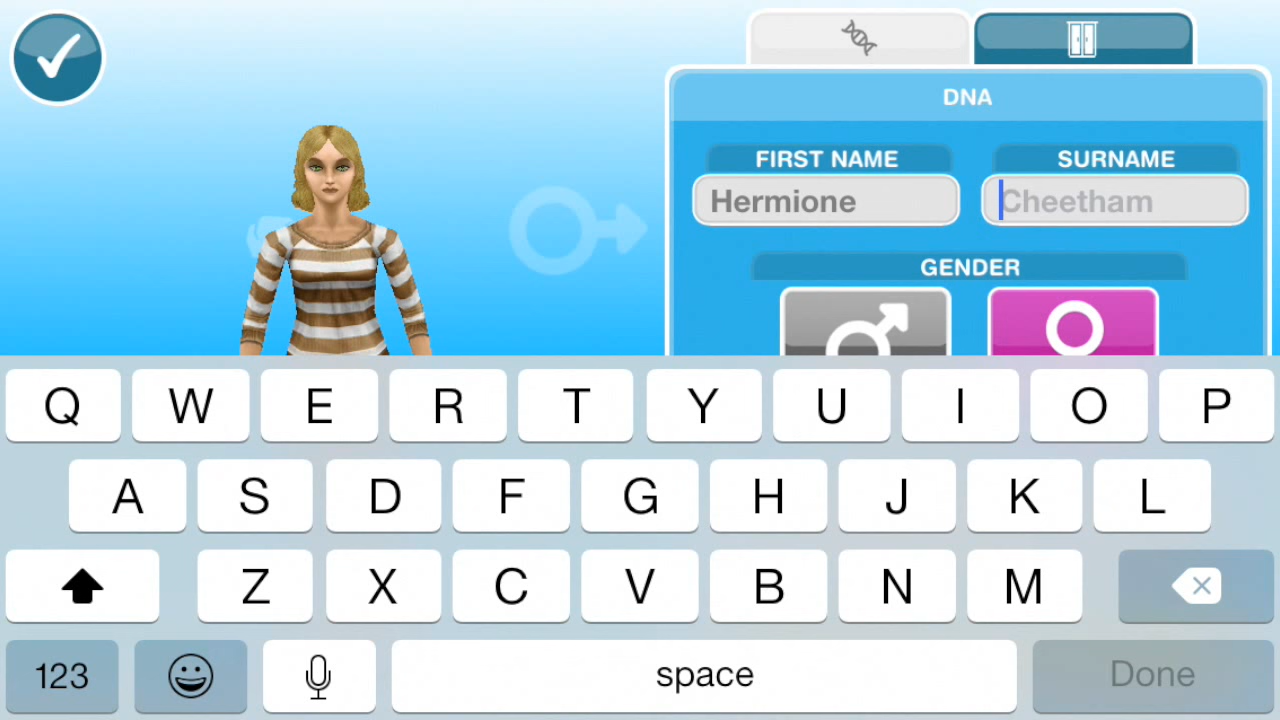 DNA
FIRST NAME SURNAME
Hermione Cheetham
GENDER
Q W E R T Y U I O P
A S D F G H J K L
Z X C V B N M
123 space Done